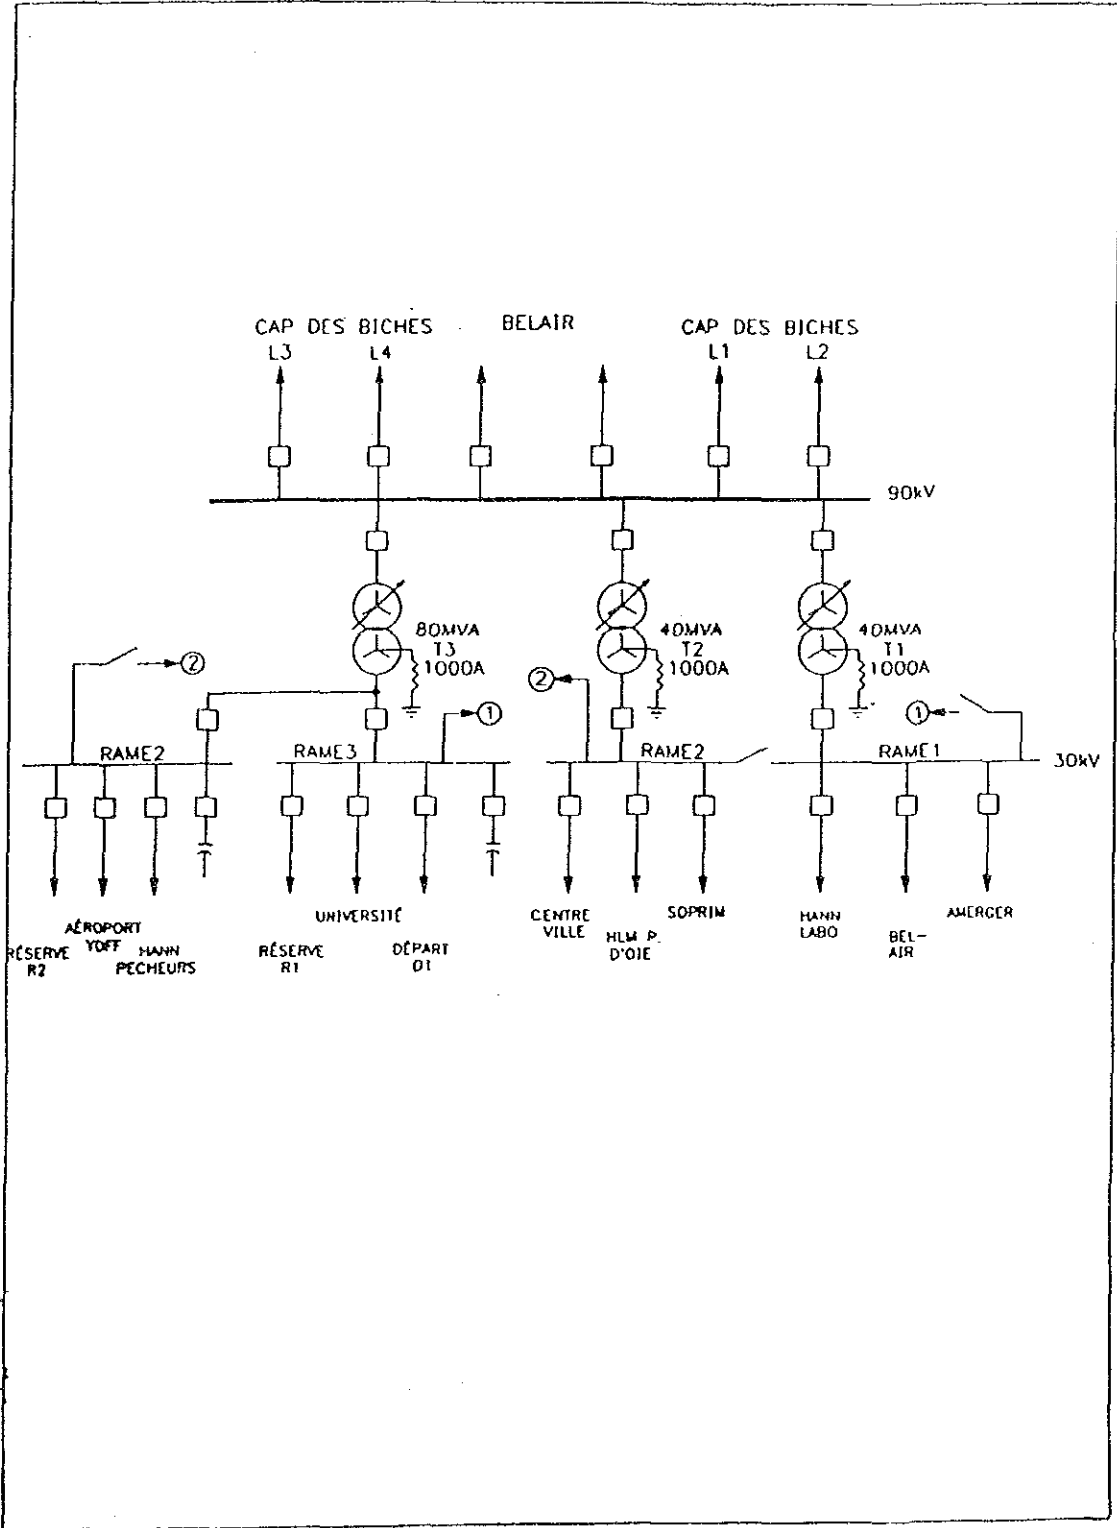 CAP DES BICHES
L3
L4
BELAIR
CAP DES BICHES
L1
L2
90kV
80MVA
T3
1000A
40MVA
T2
1000A
40MVA
T1
1000A
②
①
②
①
RAME2
RAME3
RAME2
RAME1
30kV
RÉSERVE
R2
AÉROPORT
YOFF
HANN
PECHEURS
RÉSERVE
R1
UNIVERSITÉ
DÉPART
D1
CENTRE
VILLE
HLM P.
D'OIE
SOPRIM
HANN
LABO
BEL-
AIR
AMERGER